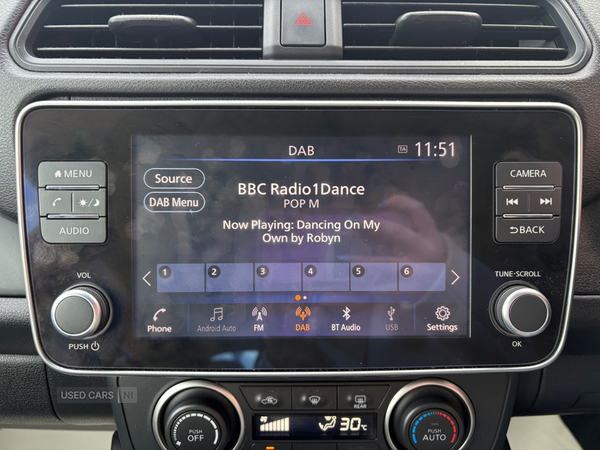 DAB
TA 11:51
MENU
AUDIO
Source
DAB Menu
BBC Radio1Dance
POP M
Now Playing: Dancing On My
Own by Robyn
CAMERA
BACK
1 2 3 4 5 6
VOL
PUSH
TUNE·SCROLL
OK
Phone
Android Auto
FM
DAB
BT Audio
USB
Settings
USED CARS NI
PUSH
OFF
REAR
30°C
PUSH
AUTO